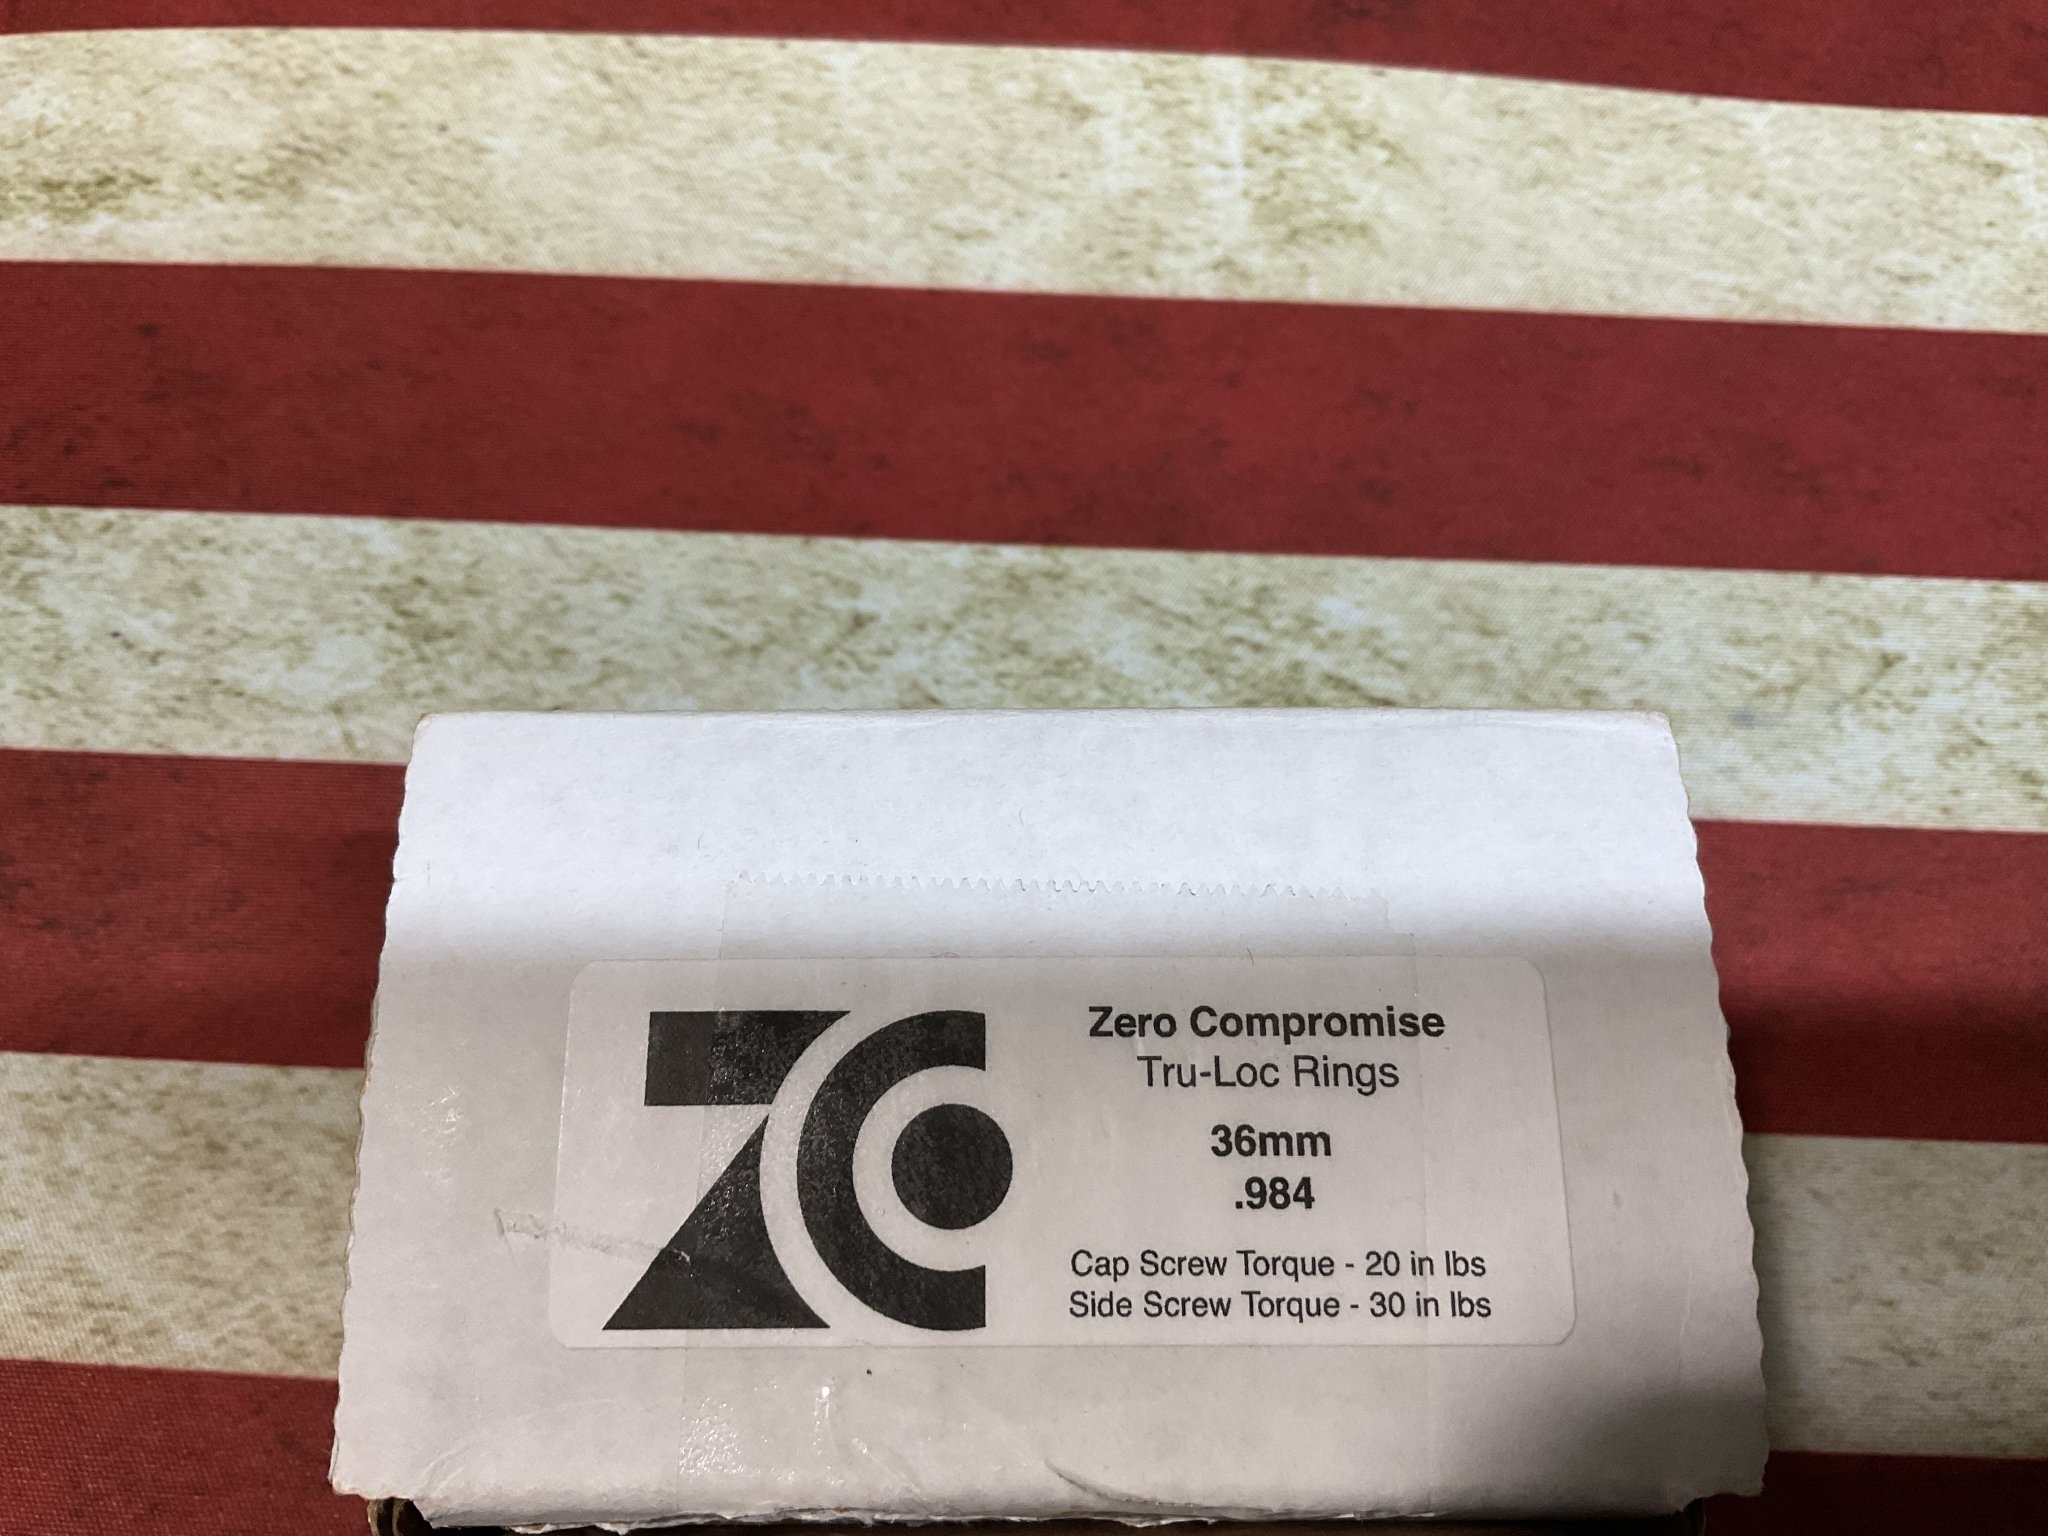 ZCO
Zero Compromise
Tru-Loc Rings
36mm
.984
Cap Screw Torque - 20 in lbs
Side Screw Torque - 30 in lbs